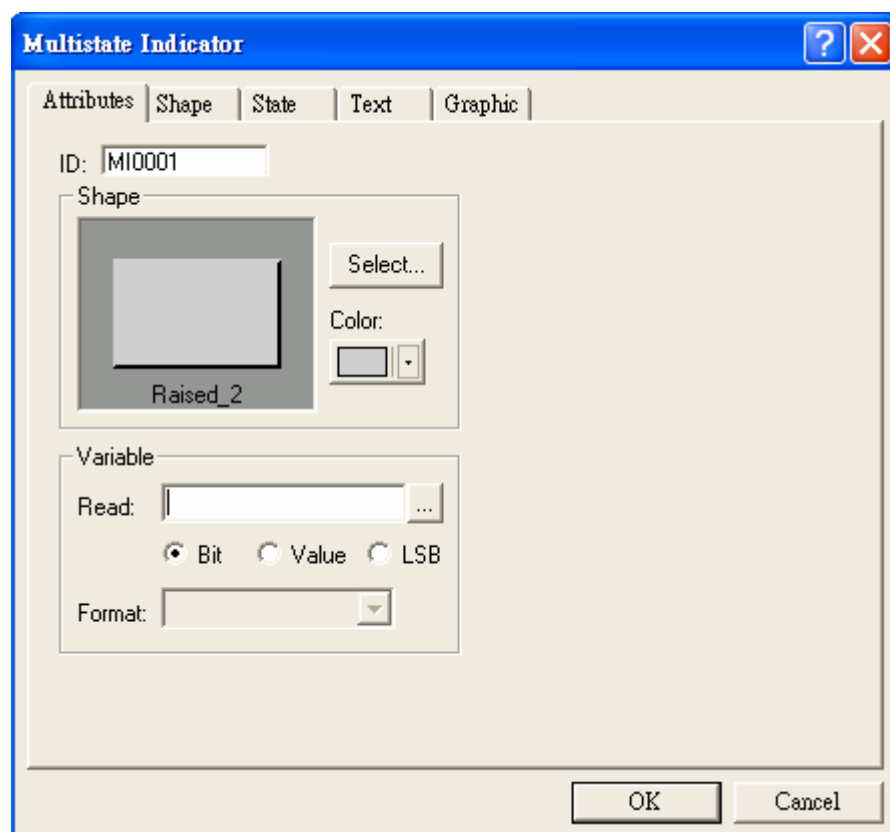 Multistate Indicator
Attributes Shape State Text Graphic
ID: MI0001
Shape
Select...
Color:
Raised_2
Variable
Read: ...
Bit Value LSB
Format:
OK Cancel